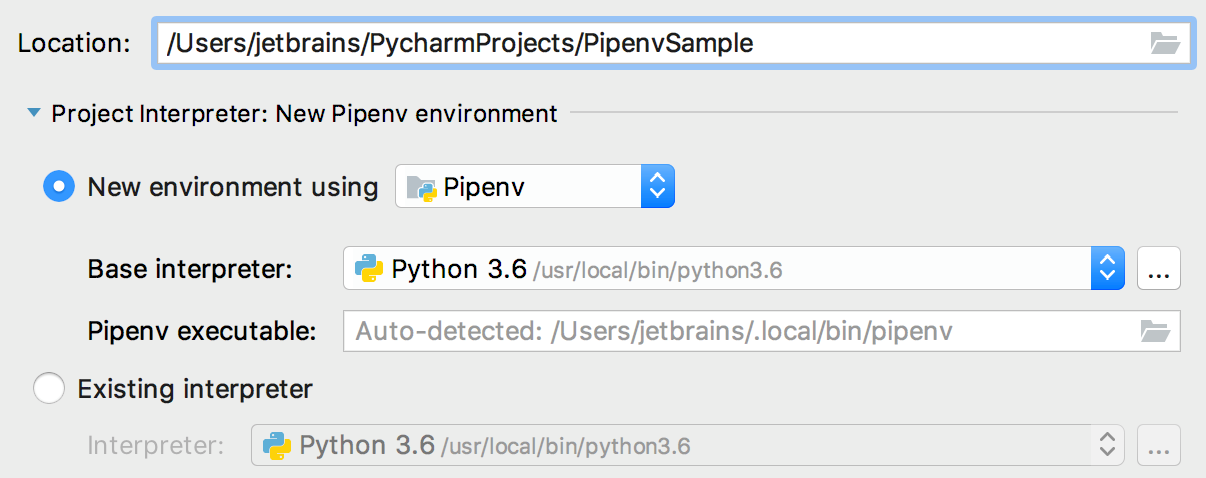 Location: /Users/jetbrains/PycharmProjects/PipenvSample
Project Interpreter: New Pipenv environment
New environment using Pipenv
Base interpreter: Python 3.6 /usr/local/bin/python3.6 ...
Pipenv executable: Auto-detected: /Users/jetbrains/.local/bin/pipenv
Existing interpreter
Interpreter: Python 3.6 /usr/local/bin/python3.6 ...